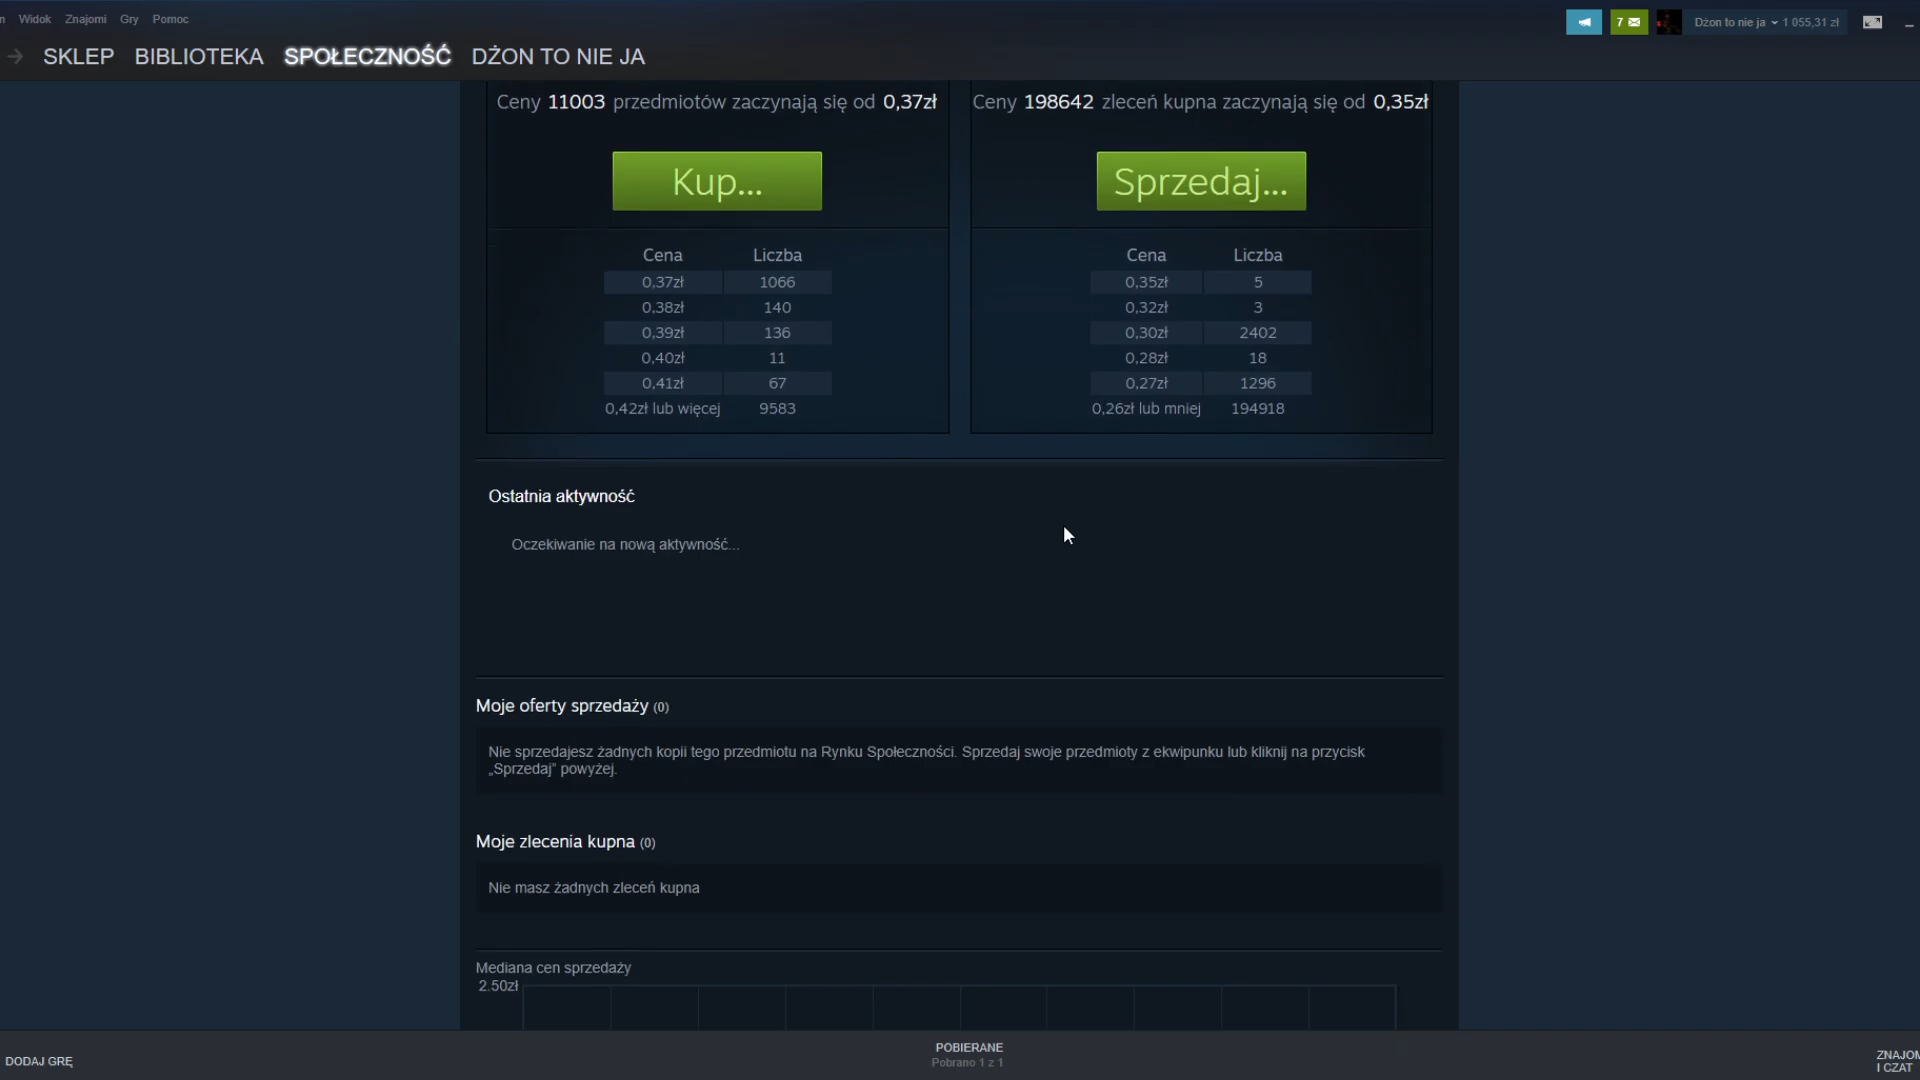 Widok Znajomi Gry Pomoc
7
Dżon to nie ja 1 055,31 zł
SKLEP BIBLIOTEKA SPOŁECZNOŚĆ DŻON TO NIE JA
Ceny 11003 przedmiotów zaczynają się od 0,37zł
Kup...
Cena Liczba
0,37zł 1066
0,38zł 140
0,39zł 136
0,40zł 11
0,41zł 67
0,42zł lub więcej 9583
Ceny 198642 zleceń kupna zaczynają się od 0,35zł
Sprzedaj...
Cena Liczba
0,35zł 5
0,32zł 3
0,30zł 2402
0,28zł 18
0,27zł 1296
0,26zł lub mniej 194918
Ostatnia aktywność
Oczekiwanie na nową aktywność...
Moje oferty sprzedaży (0)
Nie sprzedajesz żadnych kopii tego przedmiotu na Rynku Społeczności. Sprzedaj swoje przedmioty z ekwipunku lub kliknij na przycisk
„Sprzedaj” powyżej.
Moje zlecenia kupna (0)
Nie masz żadnych zleceń kupna
Mediana cen sprzedaży
2.50zł
DODAJ GRĘ
POBIERANE
Pobrano 1 z 1
ZNAJOM
I CZAT